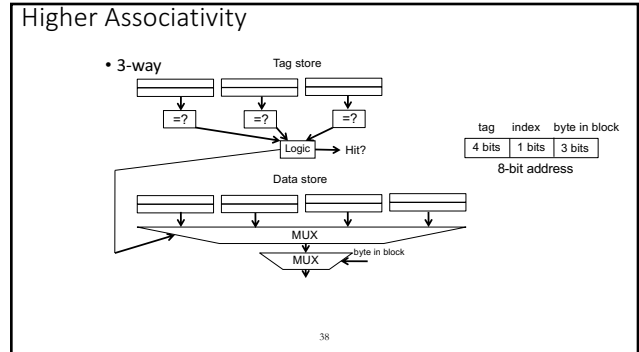 Higher Associativity
• 3-way
Tag store
=? =? =?
Logic Hit?
tag index byte in block
4 bits 1 bits 3 bits
8-bit address
Data store
MUX
byte in block
MUX
38